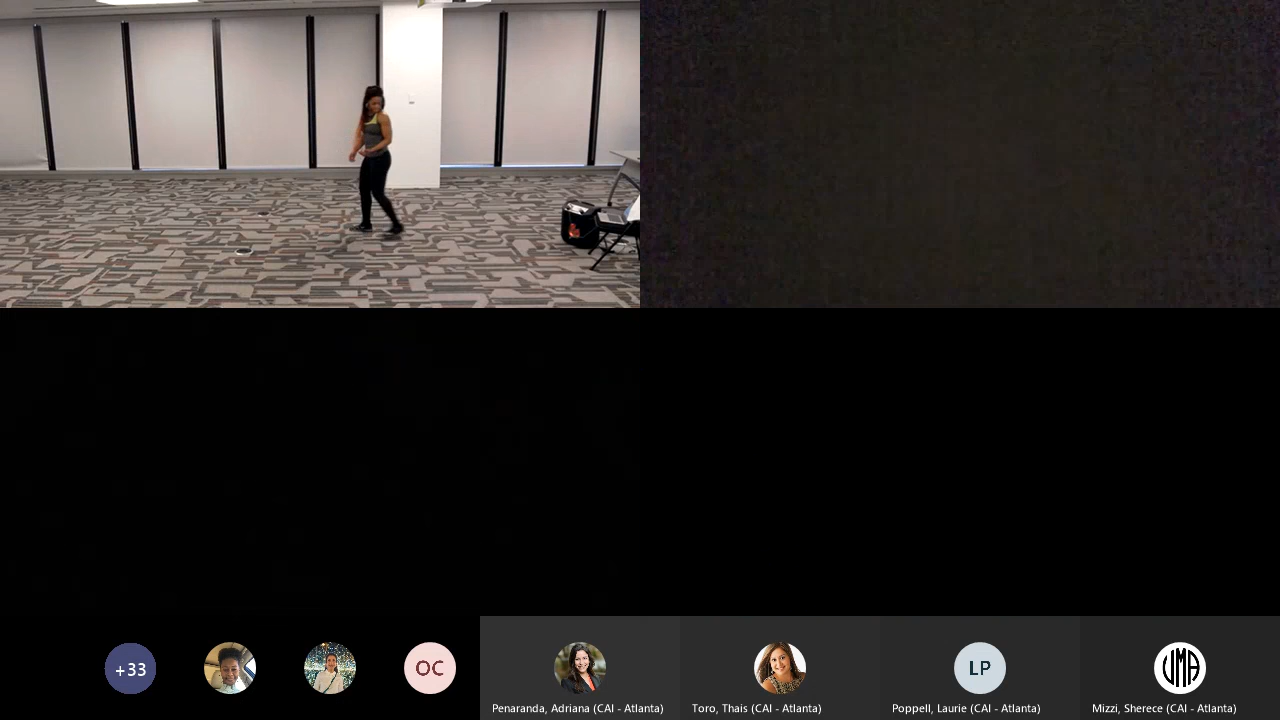 +33
OC
LP
UMA
Penaranda, Adriana (CAI - Atlanta)
Toro, Thais (CAI - Atlanta)
Poppell, Laurie (CAI - Atlanta)
Mizzi, Sherece (CAI - Atlanta)